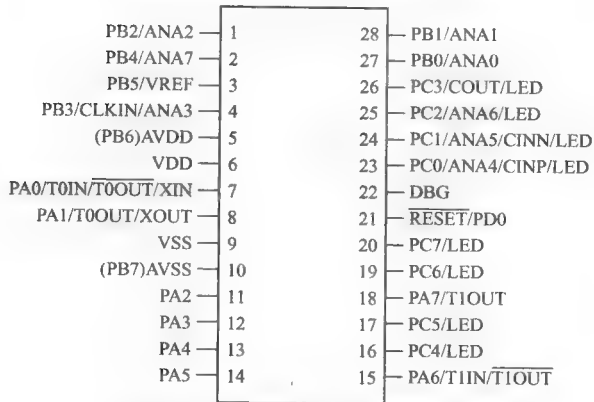 PB2/ANA2 1 28 PB1/ANA1
PB4/ANA7 2 27 PB0/ANA0
PB5/VREF 3 26 PC3/COUT/LED
PB3/CLKIN/ANA3 4 25 PC2/ANA6/LED
(PB6)AVDD 5 24 PC1/ANA5/CINN/LED
VDD 6 23 PC0/ANA4/CINP/LED
PA0/T0IN/T0OUT/XIN 7 22 DBG
PA1/T0OUT/XOUT 8 21 RESET/PD0
VSS 9 20 PC7/LED
(PB7)AVSS 10 19 PC6/LED
PA2 11 18 PA7/T1OUT
PA3 12 17 PC5/LED
PA4 13 16 PC4/LED
PA5 14 15 PA6/T1IN/T1OUT